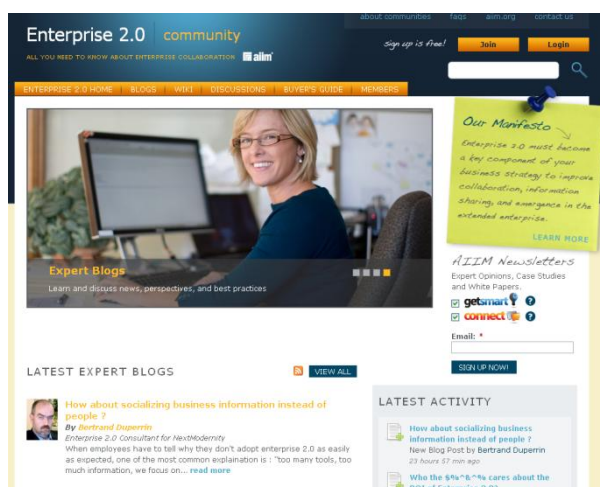 about communities faqs aiim.org contact us
Enterprise 2.0 community
sign up is free! Join Login
ALL YOU NEED TO KNOW ABOUT ENTERPRISE COLLABORATION aiim
ENTERPRISE 2.0 HOME BLOGS WIKI DISCUSSIONS BUYER'S GUIDE MEMBERS
Our Manifesto
Enterprise 2.0 must become
a key component of your
business strategy to improve
collaboration, information
sharing, and emergence in the
extended enterprise.
LEARN MORE
Expert Blogs
Learn and discuss news, perspectives, and best practices
AIIM Newsletters
Expert Opinions, Case Studies
and White Papers.
getsmart
connect
Email: *
SIGN UP NOW!
LATEST EXPERT BLOGS VIEW ALL
How about socializing business information instead of
people ?
By Bertrand Duperrin
Enterprise 2.0 Consultant for NextModernity
When employees have to tell why they don't adopt enterprise 2.0 as easily
as expected, one of the most common explaination is : "too many tools, too
much information, we focus on... read more
LATEST ACTIVITY
How about socializing business
information instead of people ?
New Blog Post by Bertrand Duperrin
23 hours 57 min ago
Who the $%^&^% cares about the